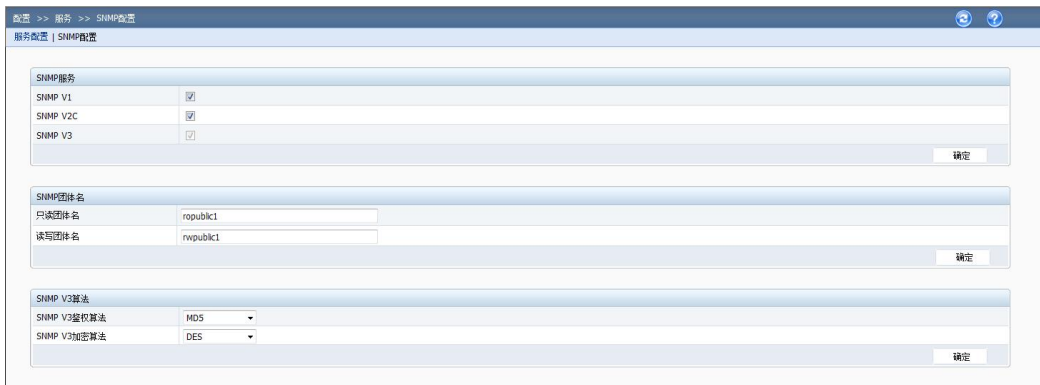 配置 >> 服务 >> SNMP配置
服务配置 | SNMP配置
SNMP服务
SNMP V1
SNMP V2C
SNMP V3
确定
SNMP团体名
只读团体名 ropublic1
读写团体名 rwpublic1
确定
SNMP V3算法
SNMP V3鉴权算法 MD5
SNMP V3加密算法 DES
确定